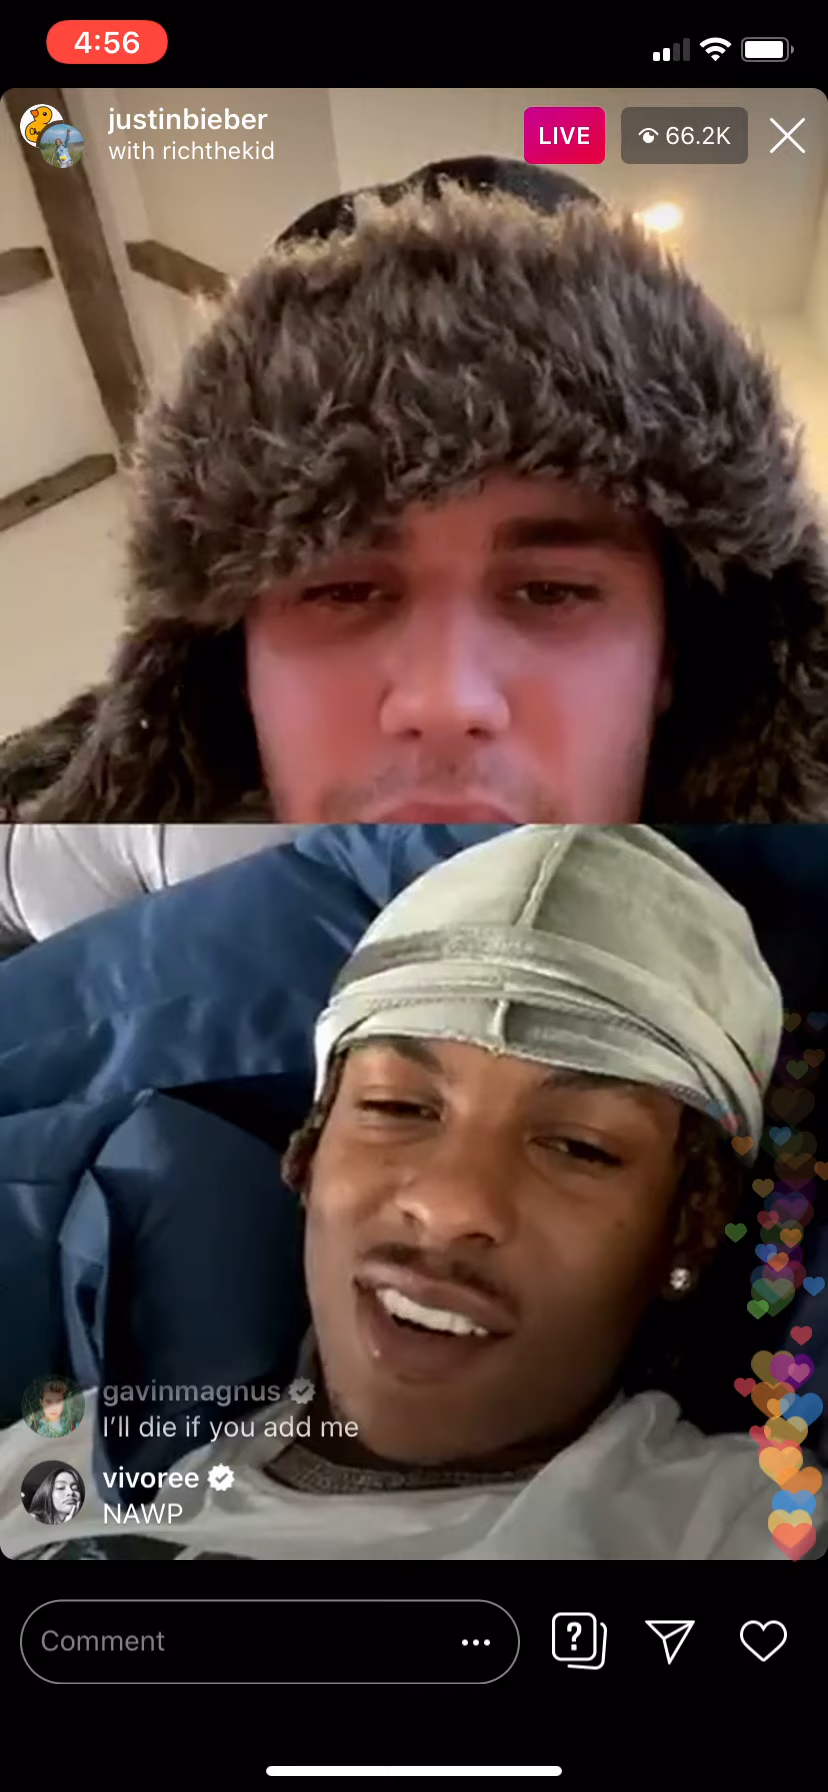 4:56
justinbieber
with richthekid
LIVE
66.2K
gavinmagnus
I'll die if you add me
vivoree
NAWP
Comment